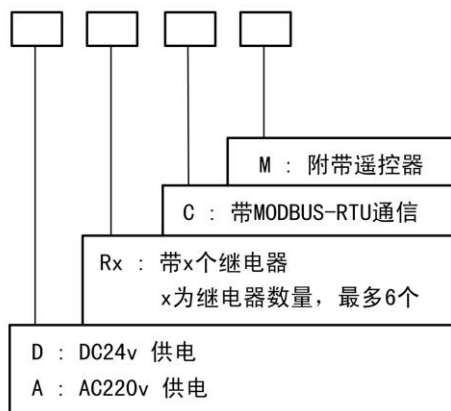 M : 附带遥控器
C : 带MODBUS-RTU通信
Rx : 带x个继电器
x为继电器数量，最多6个
D : DC24v 供电
A : AC220v 供电